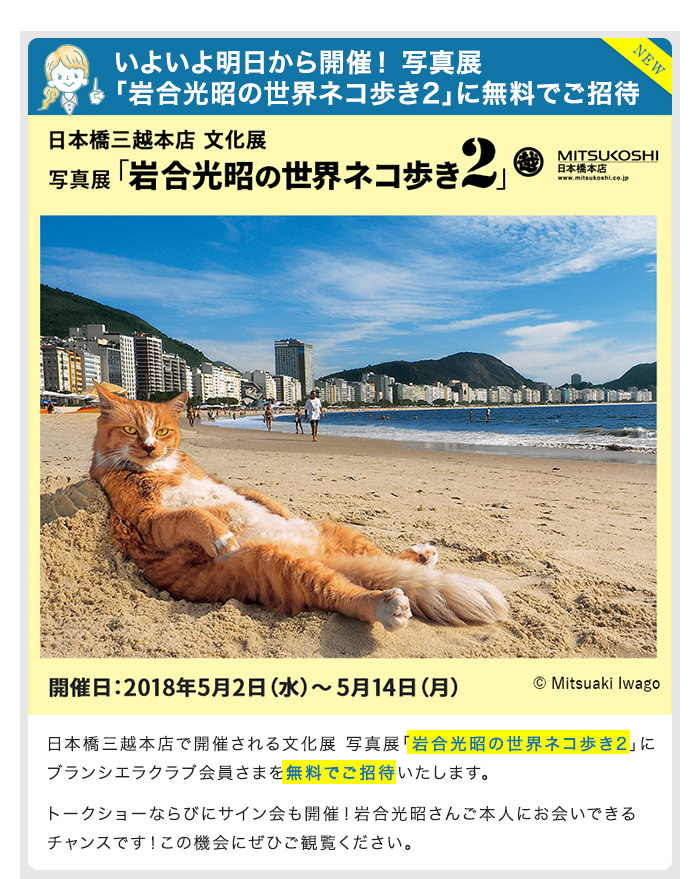 いよいよ明日から開催！ 写真展
「岩合光昭の世界ネコ歩き2」に無料でご招待
NEW
日本橋三越本店 文化展
写真展「岩合光昭の世界ネコ歩き2」
越
MITSUKOSHI
日本橋本店
www.mitsukoshi.co.jp
開催日：2018年5月2日（水）～ 5月14日（月）
© Mitsuaki Iwago
日本橋三越本店で開催される文化展 写真展「岩合光昭の世界ネコ歩き2」に
ブランシエラクラブ会員さまを無料でご招待いたします。
トークショーならびにサイン会も開催！岩合光昭さんご本人にお会いできる
チャンスです！この機会にぜひご観覧ください。